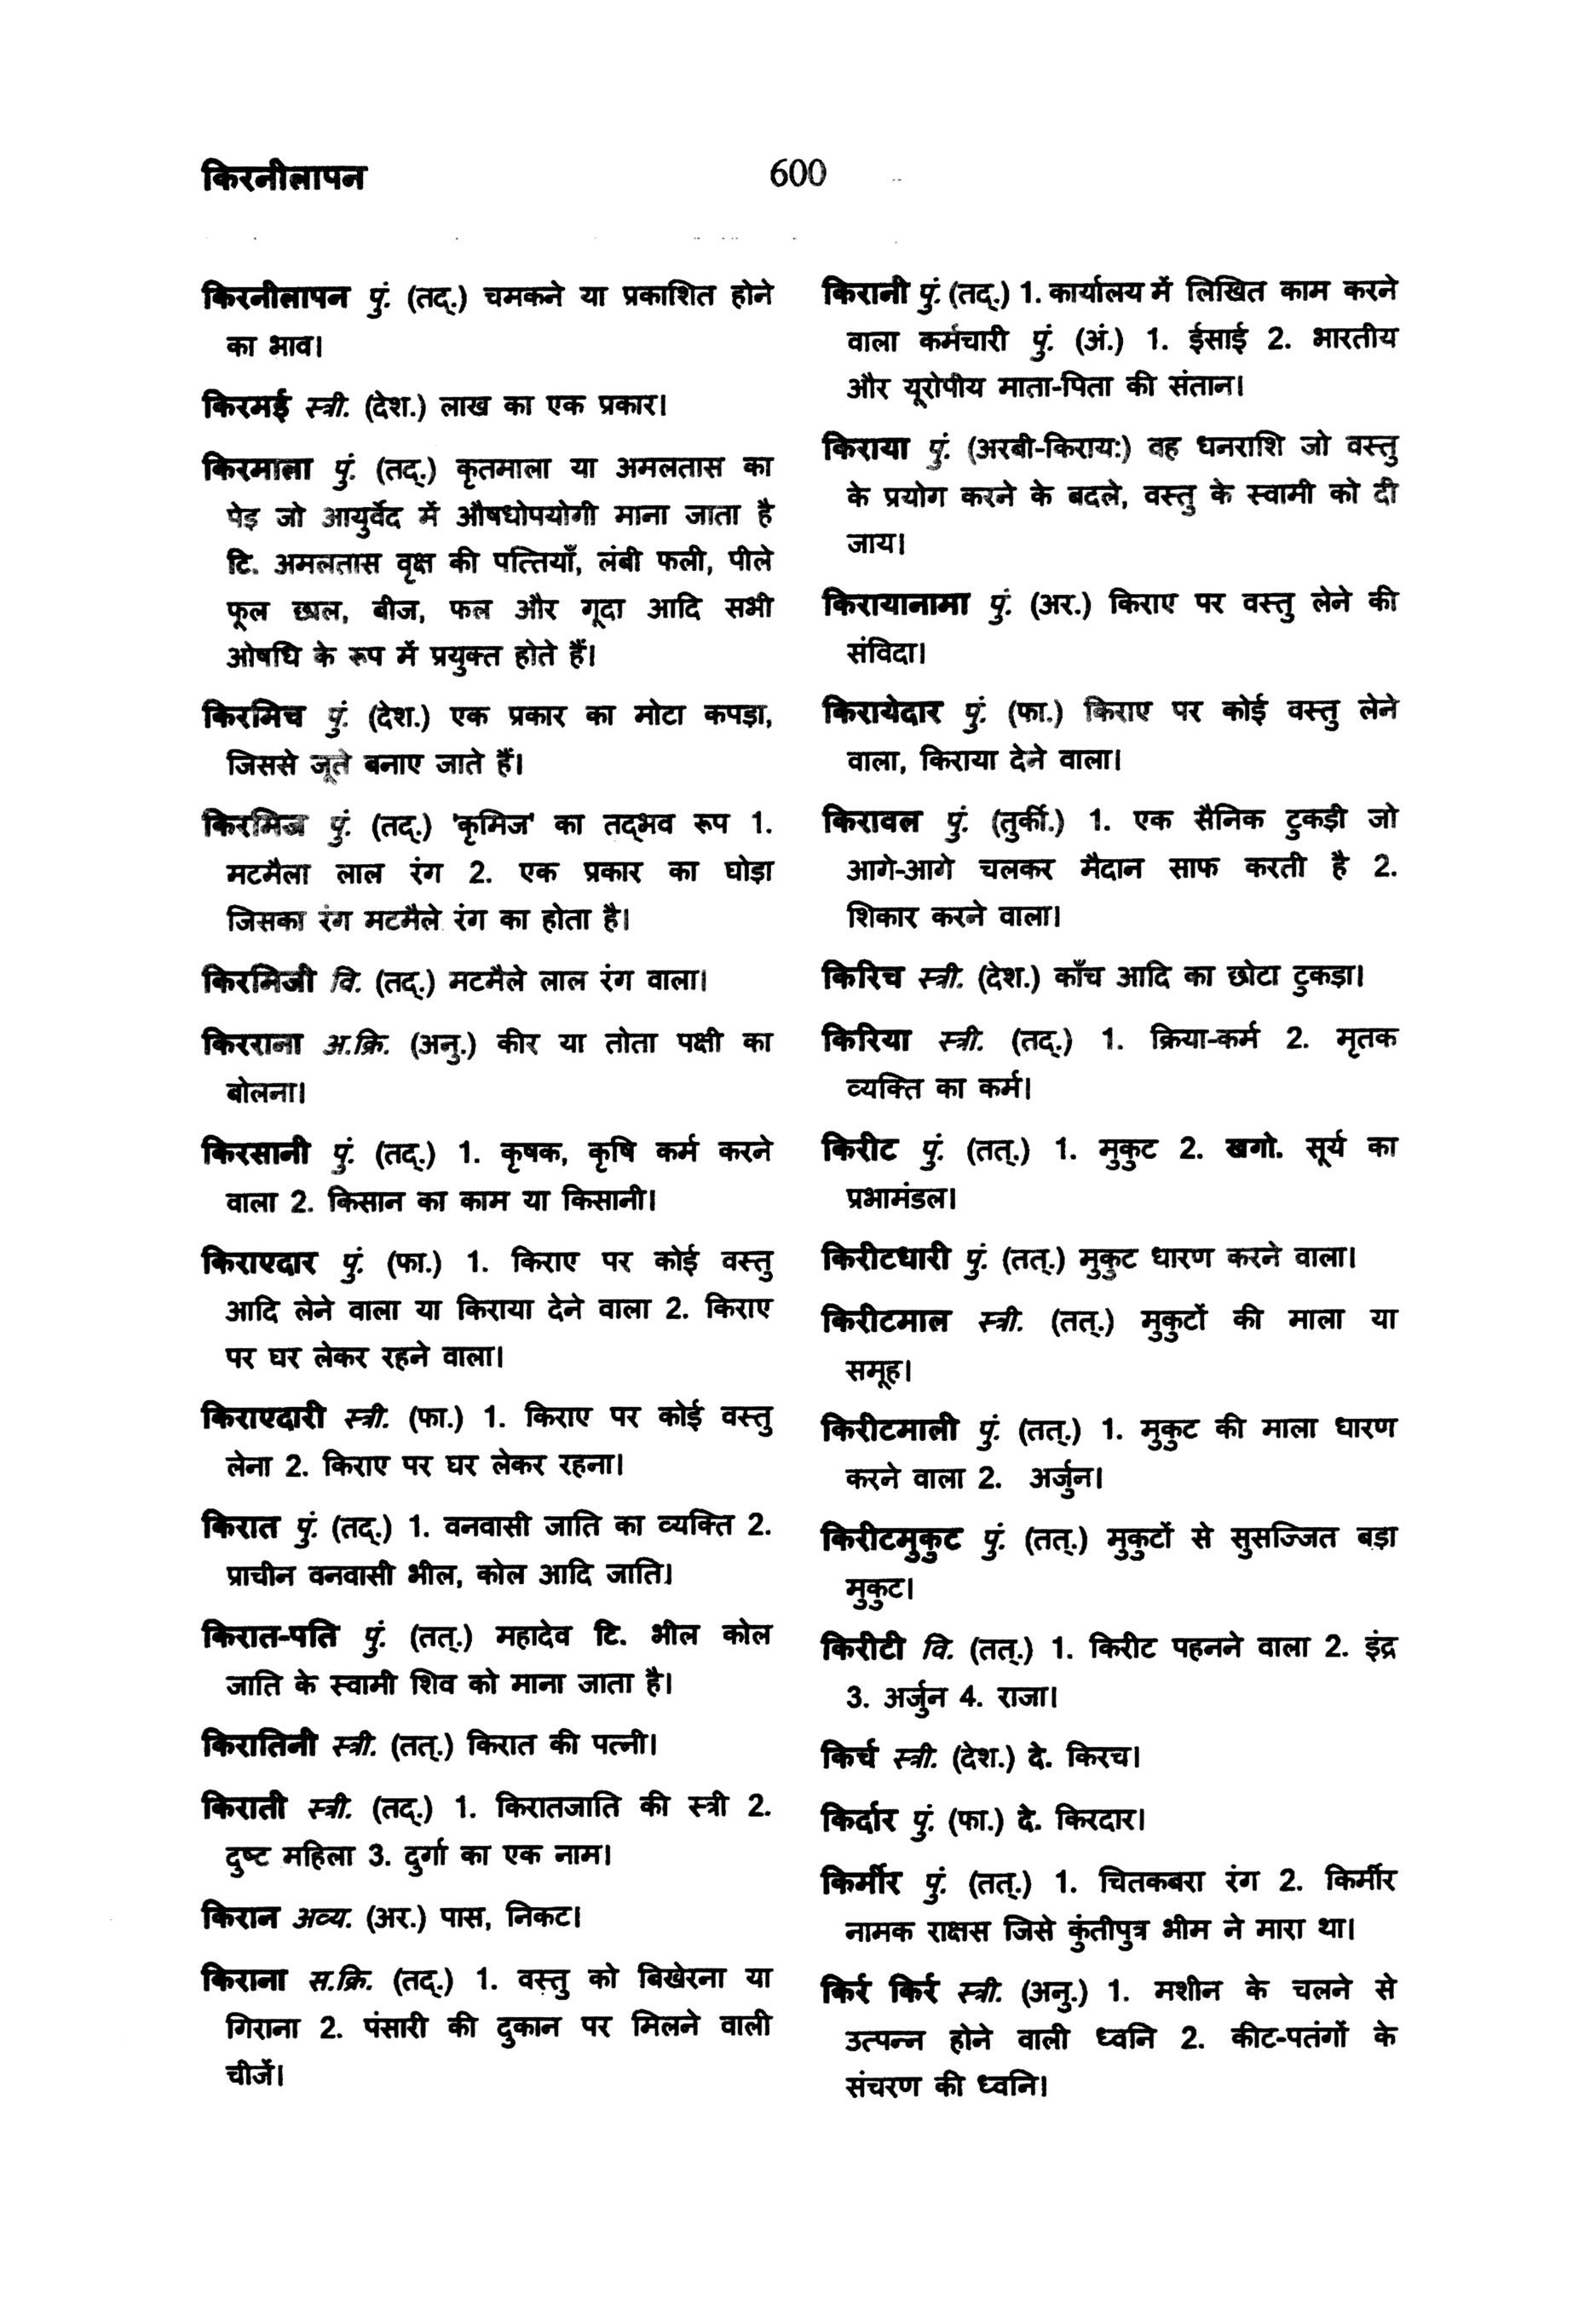 किरनीलापन
600
किरनीलापन पुं. (तद्.) चमकने या प्रकाशित होने
का भाव।
किरमई स्त्री. (देश.) लाख का एक प्रकार।
किरमाला पुं. (तद्.) कृतमाला या अमलतास का
पेड़ जो आयुर्वेद में औषधोपयोगी माना जाता है
टि. अमलतास वृक्ष की पत्तियाँ, लंबी फली, पीले
फूल छाल, बीज, फल और गूदा आदि सभी
ओषधि के रूप में प्रयुक्त होते हैं।
किरमिच पुं. (देश.) एक प्रकार का मोटा कपड़ा,
जिससे जूते बनाए जाते हैं।
किरमिज पुं. (तद्.) 'कृमिज' का तद्भव रूप 1.
मटमैला लाल रंग 2. एक प्रकार का घोड़ा
जिसका रंग मटमैले रंग का होता है।
किरमिजी वि. (तद्.) मटमैले लाल रंग वाला।
किरराना अ.क्रि. (अनु.) कीर या तोता पक्षी का
बोलना।
किरसानी पुं. (तद्.) 1. कृषक, कृषि कर्म करने
वाला 2. किसान का काम या किसानी।
किराएदार पुं. (फा.) 1. किराए पर कोई वस्तु
आदि लेने वाला या किराया देने वाला 2. किराए
पर घर लेकर रहने वाला।
किराएदारी स्त्री. (फा.) 1. किराए पर कोई वस्तु
लेना 2. किराए पर घर लेकर रहना।
किरात पुं. (तद्.) 1. वनवासी जाति का व्यक्ति 2.
प्राचीन वनवासी भील, कोल आदि जाति।
किरात-पति पुं. (तत्.) महादेव टि. भील कोल
जाति के स्वामी शिव को माना जाता है।
किरातिनी स्त्री. (तत्.) किरात की पत्नी।
किराती स्त्री. (तद्.) 1. किरातजाति की स्त्री 2.
दुष्ट महिला 3. दुर्गा का एक नाम।
किरान अव्य. (अर.) पास, निकट।
किराना स.क्रि. (तद्.) 1. वस्तु को बिखेरना या
गिराना 2. पंसारी की दुकान पर मिलने वाली
चीजें।
किरानी पुं. (तद्.) 1. कार्यालय में लिखित काम करने
वाला कर्मचारी पुं. (अं.) 1. ईसाई 2. भारतीय
और यूरोपीय माता-पिता की संतान।
किराया पुं. (अरबी-किराय:) वह धनराशि जो वस्तु
के प्रयोग करने के बदले, वस्तु के स्वामी को दी
जाय।
किरायानामा पुं. (अर.) किराए पर वस्तु लेने की
संविदा।
किरायेदार पुं. (फा.) किराए पर कोई वस्तु लेने
वाला, किराया देने वाला।
किरावल पुं. (तुर्की.) 1. एक सैनिक टुकड़ी जो
आगे-आगे चलकर मैदान साफ करती है 2.
शिकार करने वाला।
किरिच स्त्री. (देश.) काँच आदि का छोटा टुकड़ा।
किरिया स्त्री. (तद्.) 1. क्रिया-कर्म 2. मृतक
व्यक्ति का कर्म।
किरीट पुं. (तत्.) 1. मुकुट 2. खगो. सूर्य का
प्रभामंडल।
किरीटधारी पुं. (तत्.) मुकुट धारण करने वाला।
किरीटमाल स्त्री. (तत्.) मुकुटों की माला या
समूह।
किरीटमाली पुं. (तत्.) 1. मुकुट की माला धारण
करने वाला 2. अर्जुन।
किरीटमुकुट पुं. (तत्.) मुकुटों से सुसज्जित बड़ा
मुकुट।
किरीटी वि. (तत्.) 1. किरीट पहनने वाला 2. इंद्र
3. अर्जुन 4. राजा।
किर्च स्त्री. (देश.) दे. किरच।
किर्दार पुं. (फा.) दे. किरदार।
किर्मीर पुं. (तत्.) 1. चितकबरा रंग 2. किर्मीर
नामक राक्षस जिसे कुंतीपुत्र भीम ने मारा था।
किर्र किर्र स्त्री. (अनु.) 1. मशीन के चलने से
उत्पन्न होने वाली ध्वनि 2. कीट-पतंगों के
संचरण की ध्वनि।